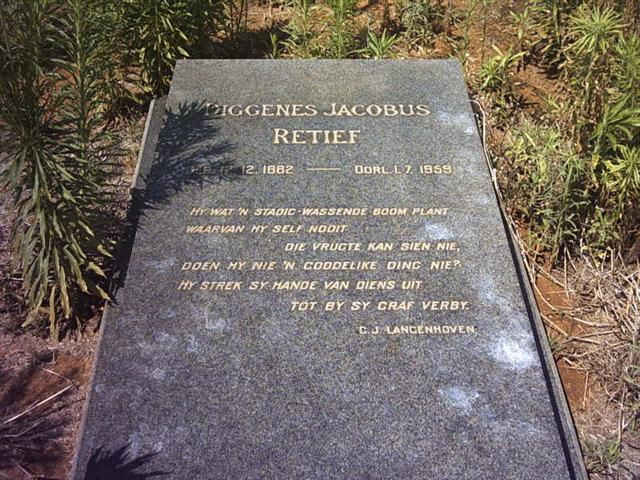 DIGGENES JACOBUS
RETIEF
12. 1882 — OORL. 1.7. 1959
HY WAT 'N STADIG-WASSENDE BOOM PLANT
WAARVAN HY SELF NOOIT
DIE VRUGTE KAN SIEN NIE,
DOEN HY NIE 'N GODDELIKE DING NIE?
HY STREK SY HANDE VAN DIENS UIT
TOT BY SY GRAF VERBY.
C.J. LANGENHOVEN